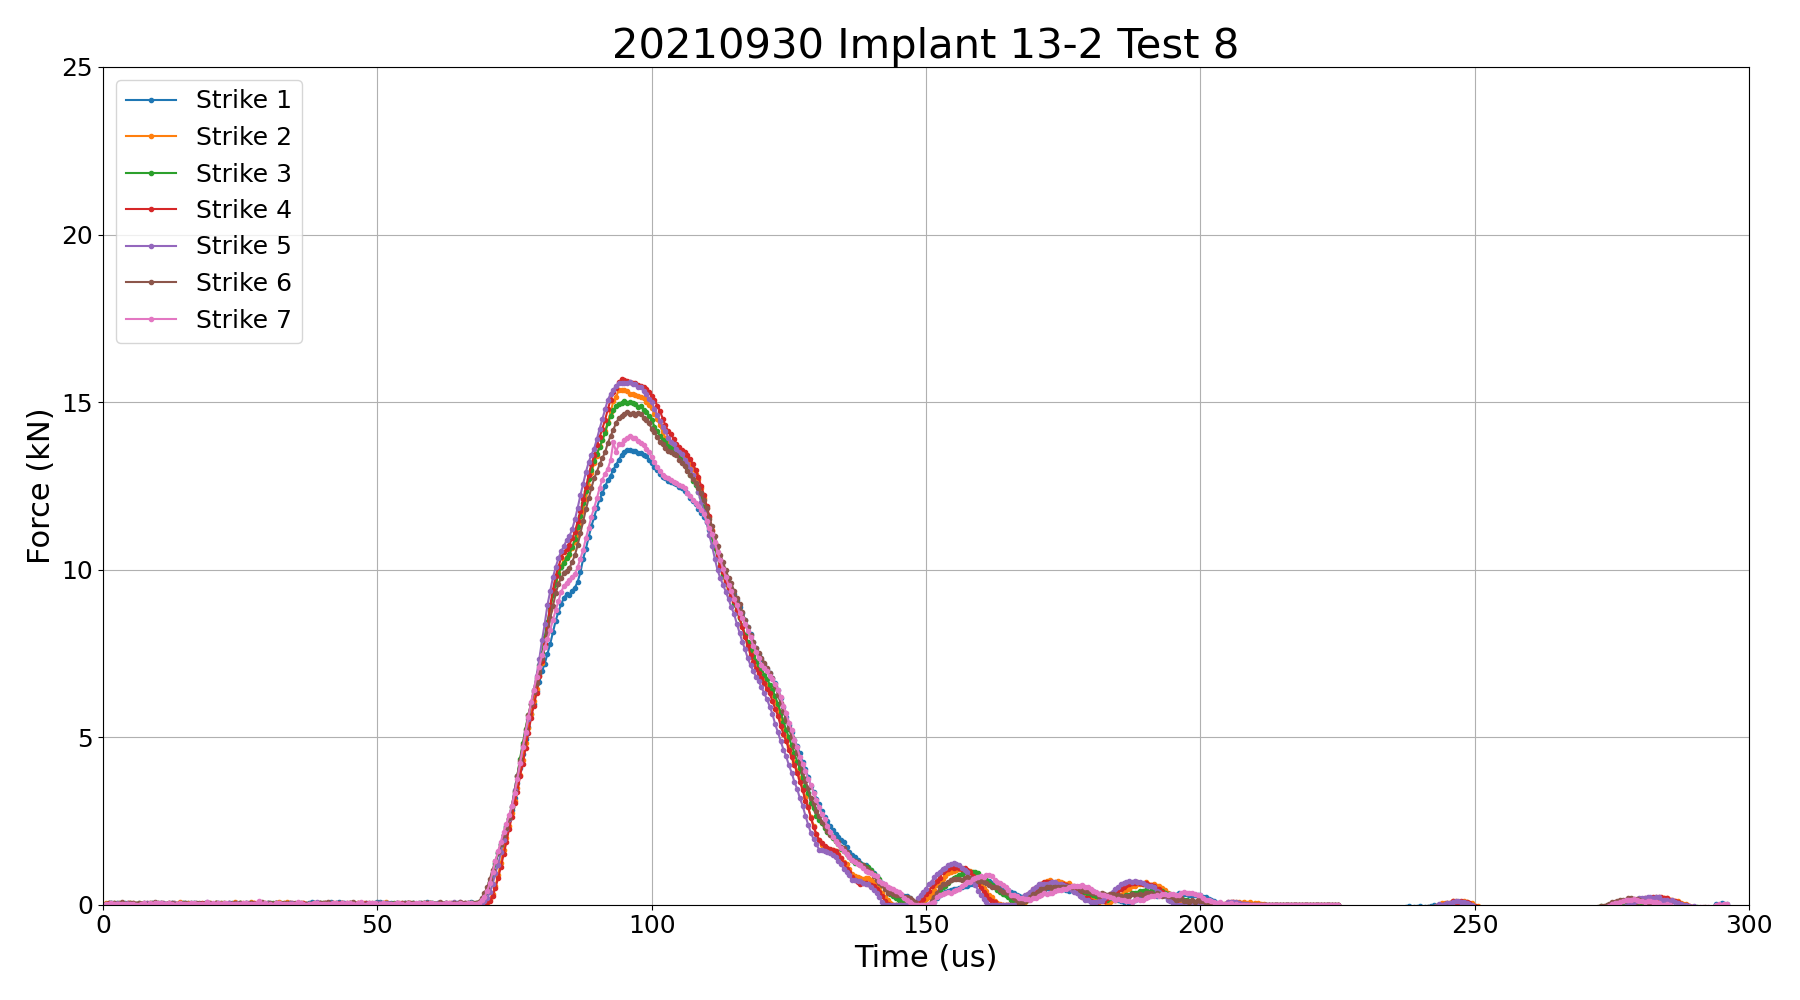 20210930 Implant 13-2 Test 8
25
20
15
10
5
0
Force (kN)
Strike 1
Strike 2
Strike 3
Strike 4
Strike 5
Strike 6
Strike 7
0 50 100 150 200 250 300
Time (us)